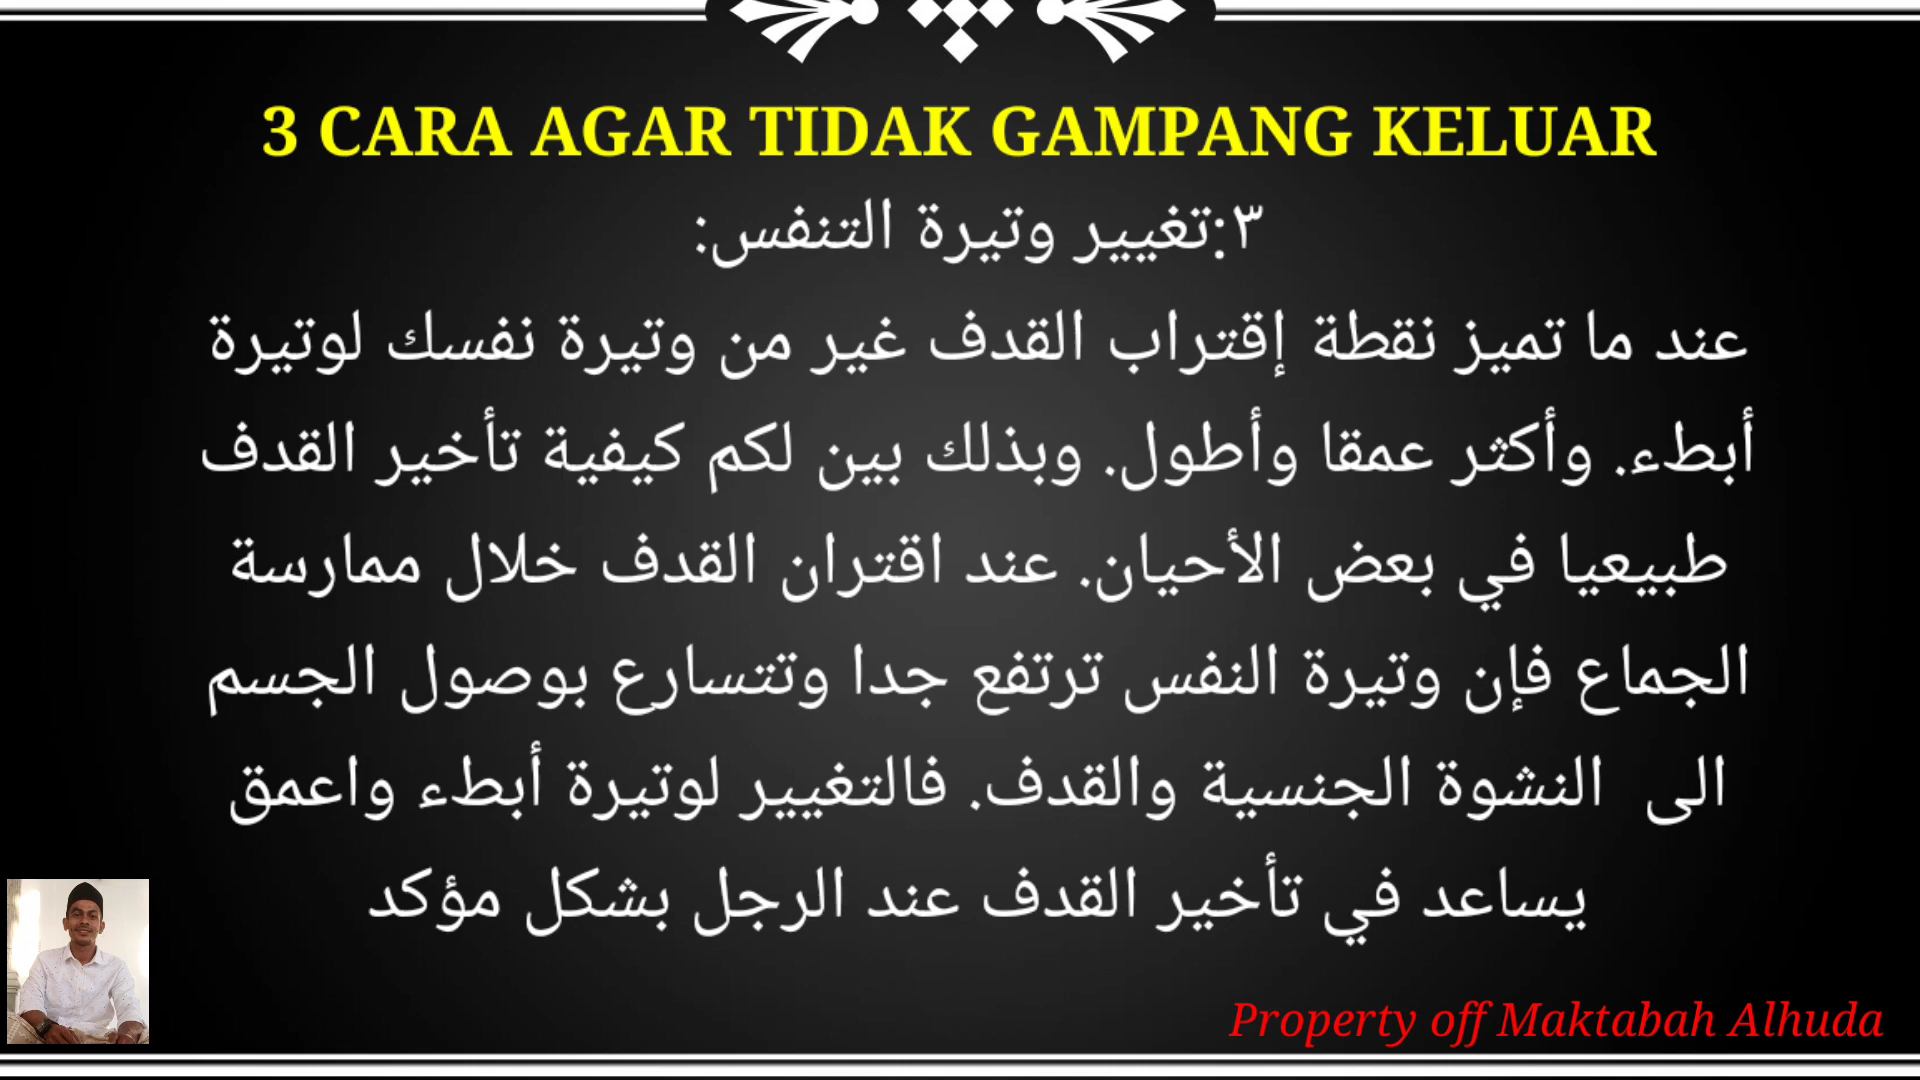 3 CARA AGAR TIDAK GAMPANG KELUAR
٣:تغيير وتيرة التنفس:
عند ما تميز نقطة إقتراب القدف غير من وتيرة نفسك لوتيرة
أبطء. وأكثر عمقا وأطول. وبذلك بين لكم كيفية تأخير القدف
طبيعيا في بعض الأحيان. عند اقتران القدف خلال ممارسة
الجماع فإن وتيرة النفس ترتفع جدا وتتسارع بوصول الجسم
الى النشوة الجنسية والقدف. فالتغيير لوتيرة أبطء واعمق
يساعد في تأخير القدف عند الرجل بشكل مؤكد
Property off Maktabah Alhuda